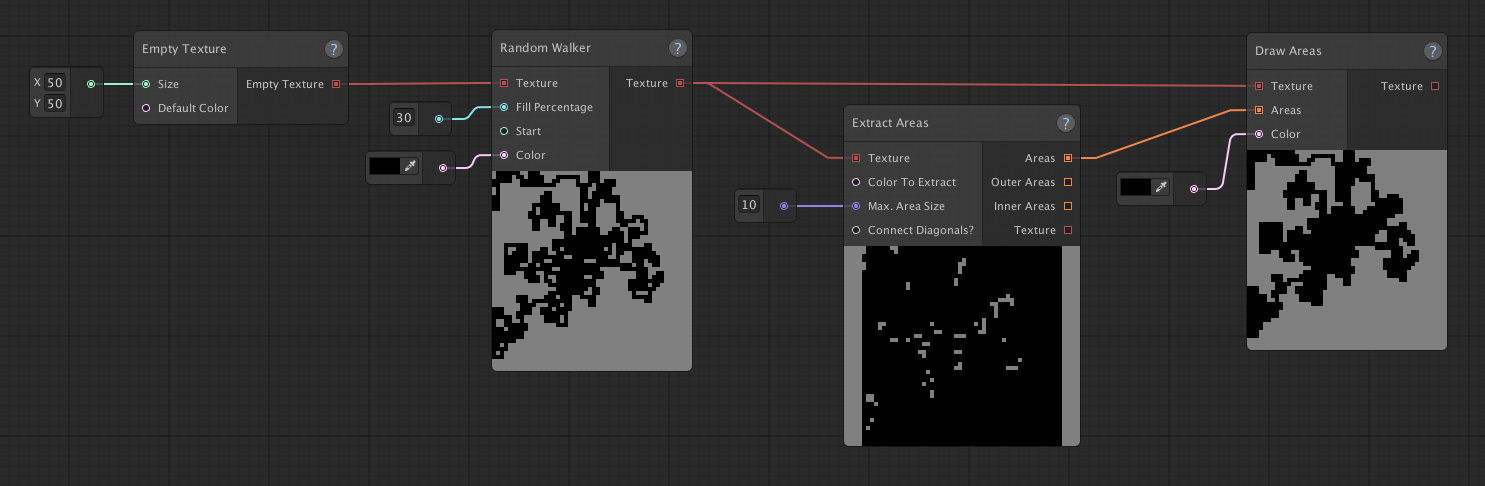 Empty Texture ?
X 50
Y 50
Size
Empty Texture
Default Color
Random Walker ?
Texture
Texture
30
Fill Percentage
Start
Color
Extract Areas ?
Texture
Areas
Color To Extract
Outer Areas
10
Max. Area Size
Inner Areas
Connect Diagonals?
Texture
Draw Areas ?
Texture
Texture
Areas
Color